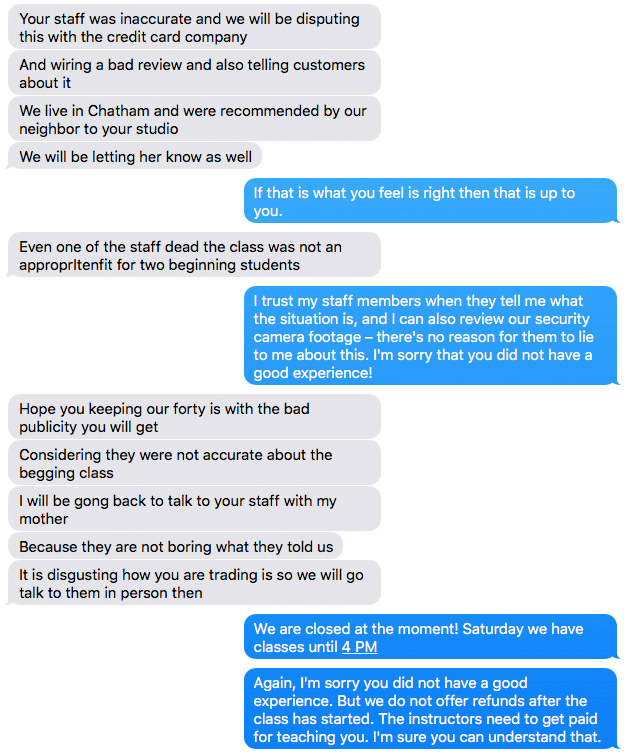 Your staff was inaccurate and we will be disputing
this with the credit card company
And wiring a bad review and also telling customers
about it
We live in Chatham and were recommended by our
neighbor to your studio
We will be letting her know as well
If that is what you feel is right then that is up to
you.
Even one of the staff dead the class was not an
approprItenfit for two beginning students
I trust my staff members when they tell me what
the situation is, and I can also review our security
camera footage – there's no reason for them to lie
to me about this. I'm sorry that you did not have a
good experience!
Hope you keeping our forty is with the bad
publicity you will get
Considering they were not accurate about the
begging class
I will be gong back to talk to your staff with my
mother
Because they are not boring what they told us
It is disgusting how you are trading is so we will go
talk to them in person then
We are closed at the moment! Saturday we have
classes until 4 PM
Again, I'm sorry you did not have a good
experience. But we do not offer refunds after the
class has started. The instructors need to get paid
for teaching you. I'm sure you can understand that.